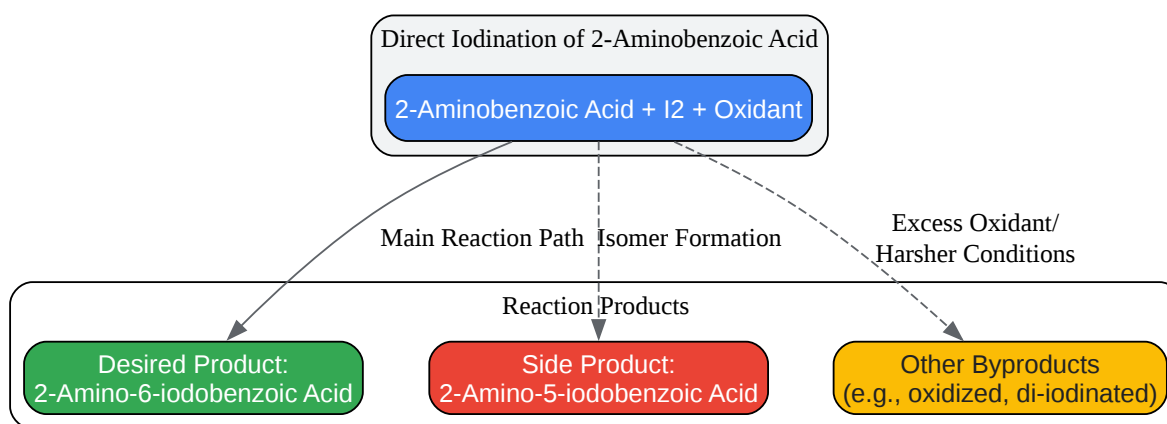 Direct Iodination of 2-Aminobenzoic Acid
2-Aminobenzoic Acid + I2 + Oxidant
Main Reaction Path
Isomer Formation
Excess Oxidant/
Harsher Conditions
Reaction Products
Desired Product:
2-Amino-6-iodobenzoic Acid
Side Product:
2-Amino-5-iodobenzoic Acid
Other Byproducts
(e.g., oxidized, di-iodinated)